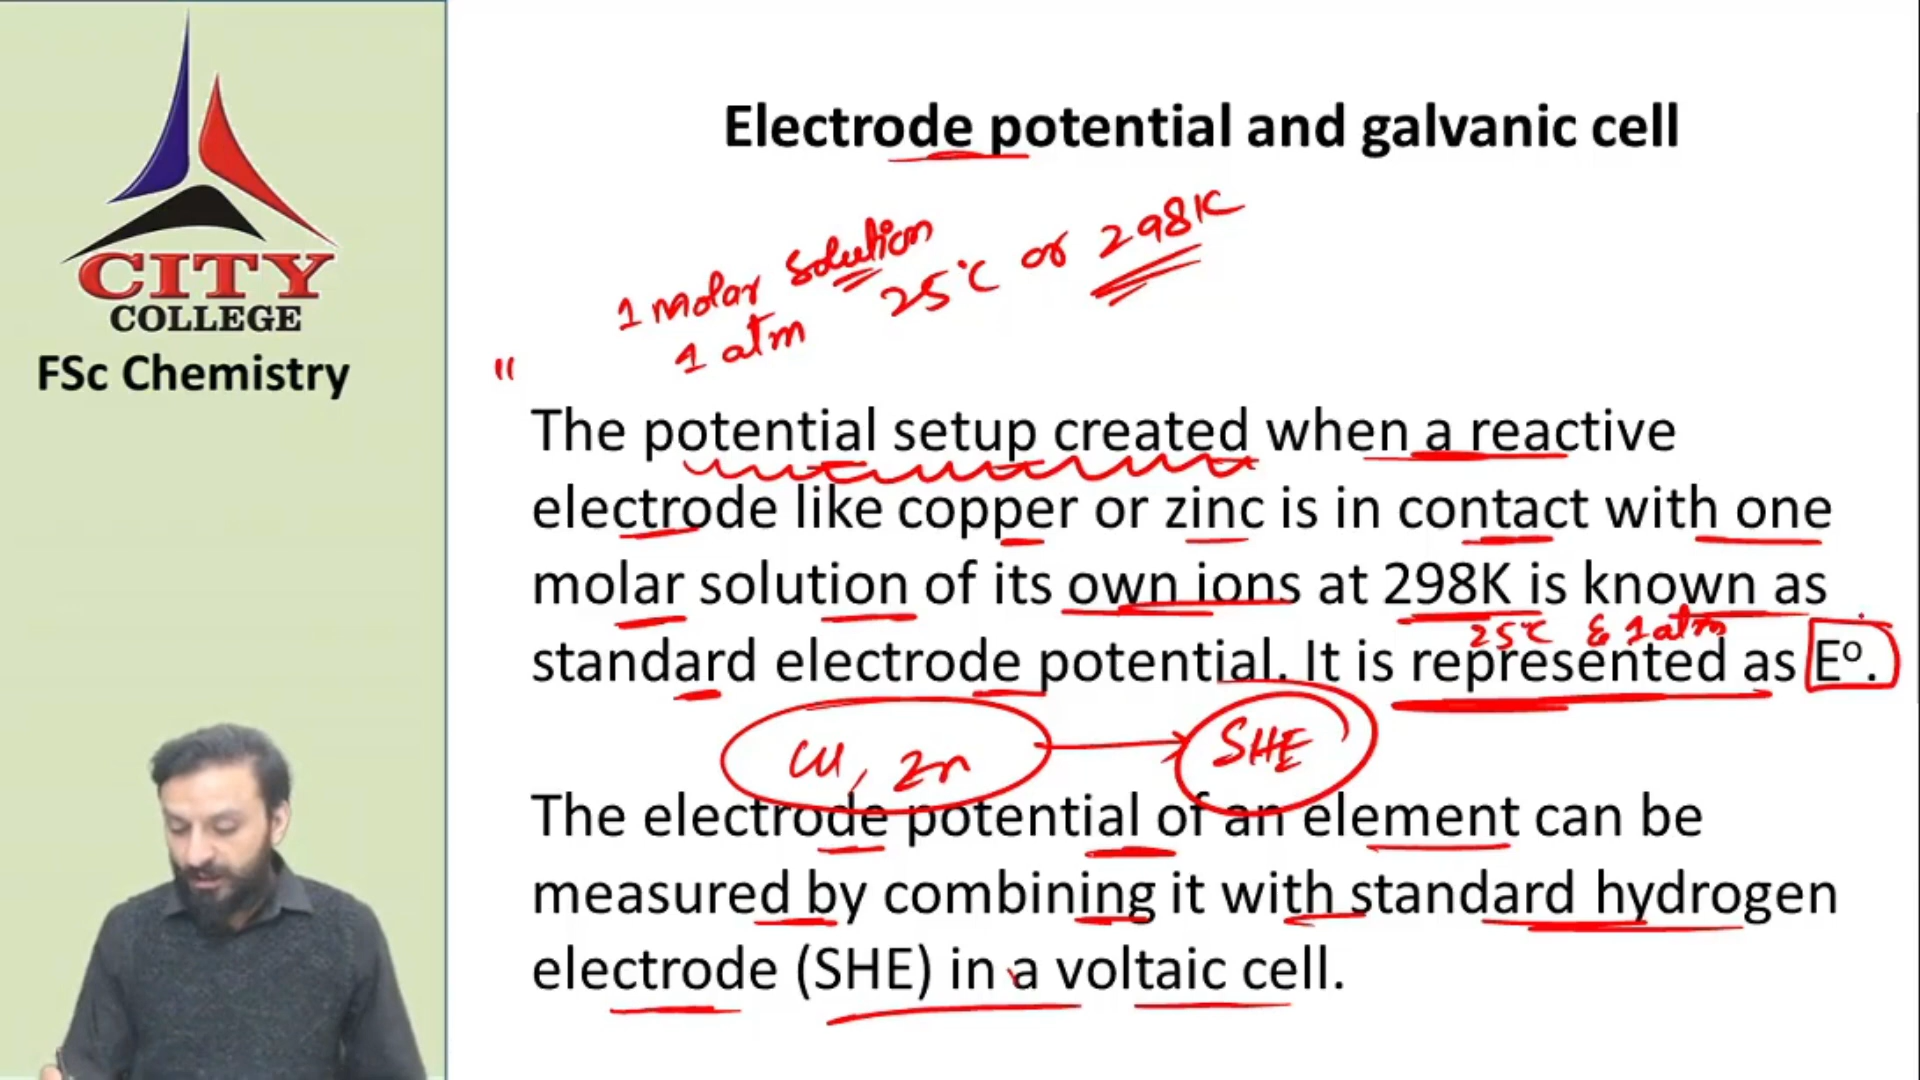 CITY
COLLEGE
FSc Chemistry
Electrode potential and galvanic cell
1 molar solution
25°C or 298K
1 atm
"
The potential setup created when a reactive
electrode like copper or zinc is in contact with one
molar solution of its own ions at 298K is known as
25°C & 1 atm
standard electrode potential. It is represented as Eº.
Cu, Zn
SHE
The electrode potential of an element can be
measured by combining it with standard hydrogen
electrode (SHE) in a voltaic cell.